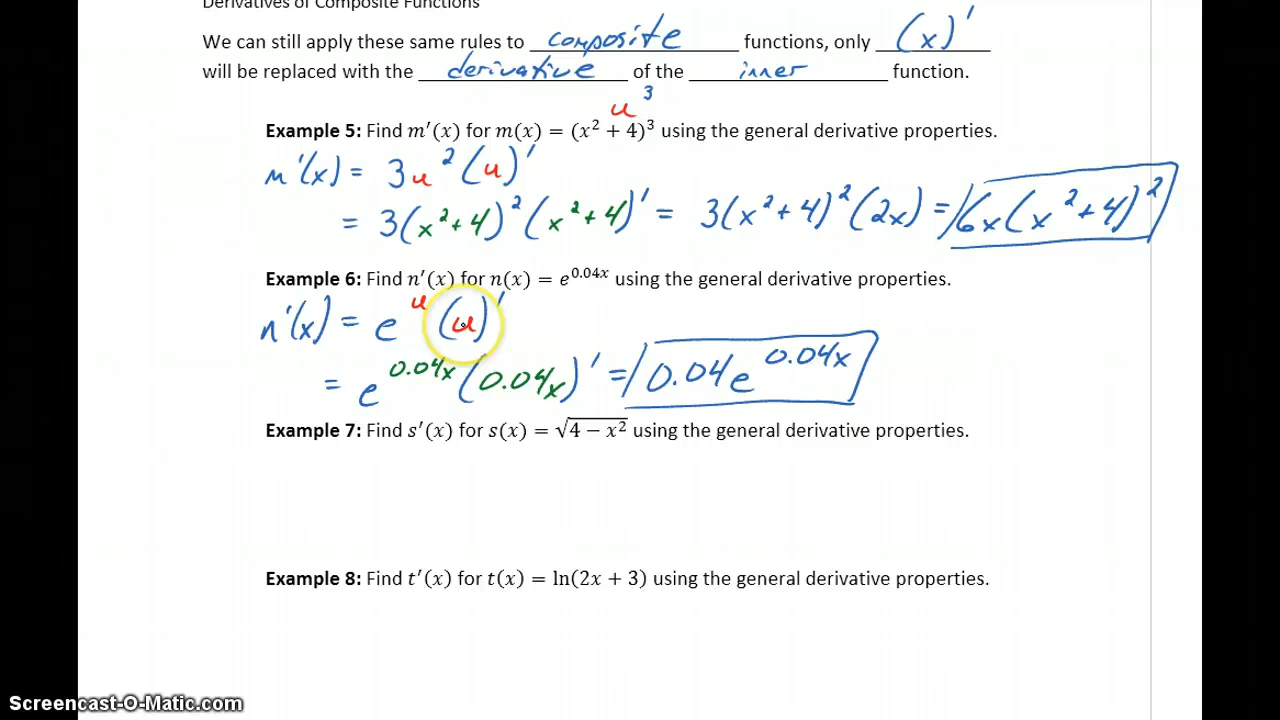 Derivatives of Composite Functions
We can still apply these same rules to composite functions, only (x)'
will be replaced with the derivative of the inner function.
u³
Example 5: Find m′(x) for m(x) = (x² + 4)³ using the general derivative properties.
m'(x) = 3u² (u)'
= 3(x²+4)² (x²+4)' = 3(x²+4)² (2x) = 6x(x²+4)²
Example 6: Find n′(x) for n(x) = e^0.04x using the general derivative properties.
n'(x) = e^u (u)'
= e^0.04x (0.04x)' = 0.04e^0.04x
Example 7: Find s′(x) for s(x) = √4 − x² using the general derivative properties.
Example 8: Find t′(x) for t(x) = ln(2x + 3) using the general derivative properties.
Screencast-O-Matic.com